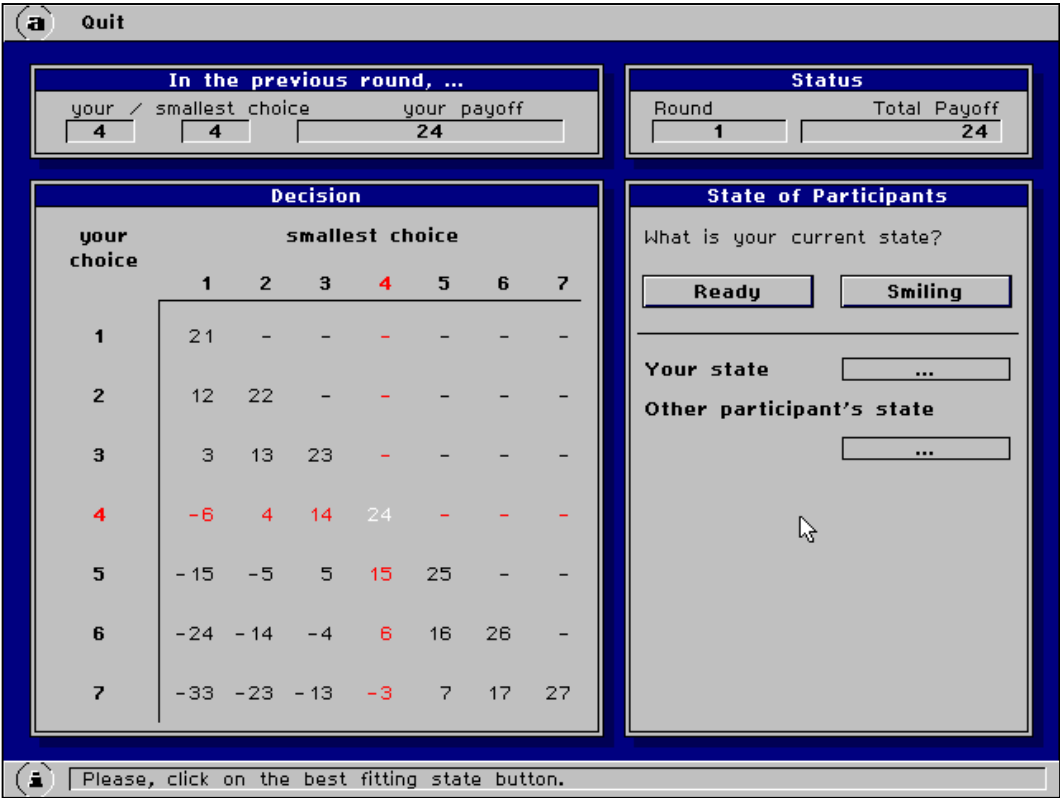 a Quit
In the previous round, ...
your / smallest choice your payoff
4 4 24
Status
Round Total Payoff
1 24
Decision
your choice smallest choice
1 2 3 4 5 6 7
1 21 - - - - - -
2 12 22 - - - - -
3 3 13 23 - - - -
4 -6 4 14 24 - - -
5 -15 -5 5 15 25 - -
6 -24 -14 -4 6 16 26 -
7 -33 -23 -13 -3 7 17 27
State of Participants
What is your current state?
Ready Smiling
Your state ...
Other participant's state
...
i Please, click on the best fitting state button.